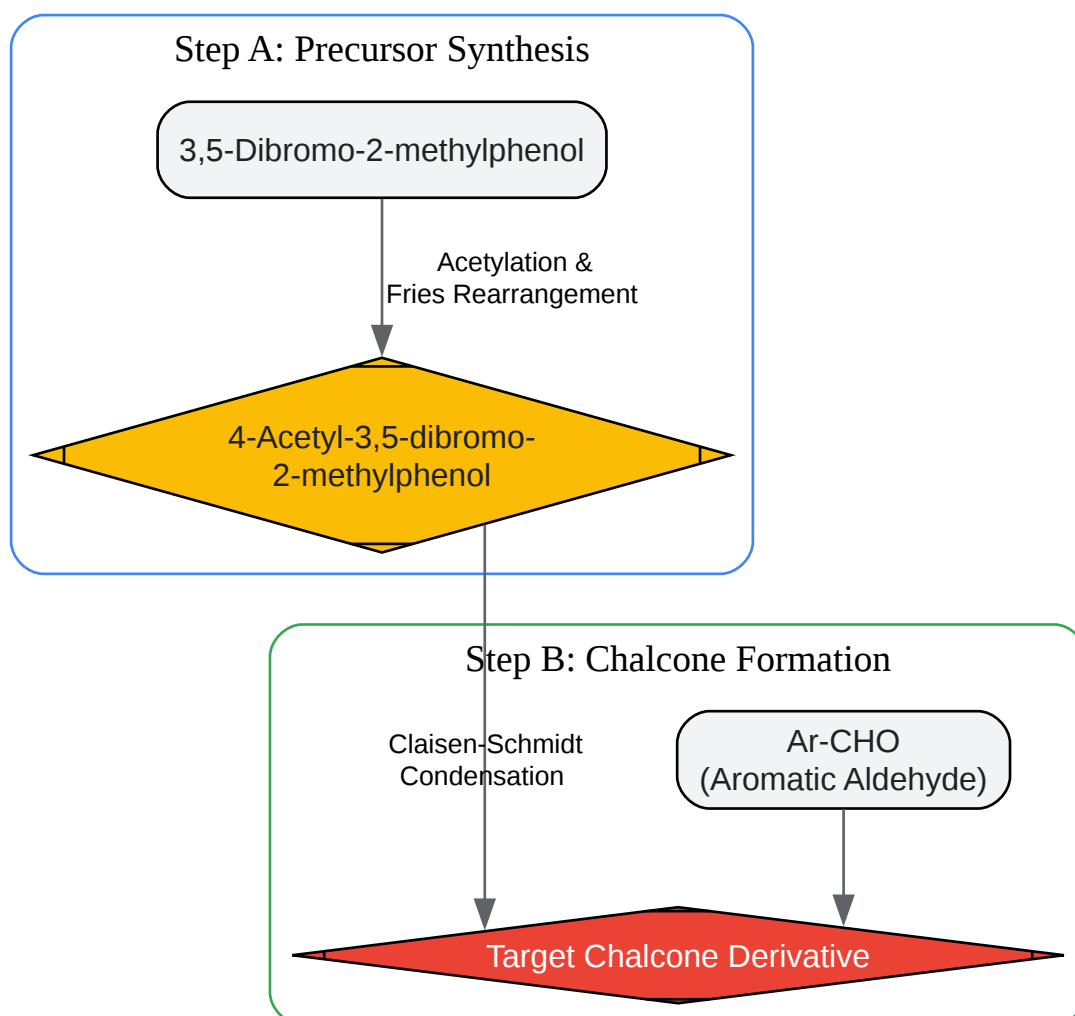 Step A: Precursor Synthesis
3,5-Dibromo-2-methylphenol
Acetylation &
Fries Rearrangement
4-Acetyl-3,5-dibromo-
2-methylphenol
Step B: Chalcone Formation
Claisen-Schmidt
Condensation
Ar-CHO
(Aromatic Aldehyde)
Target Chalcone Derivative